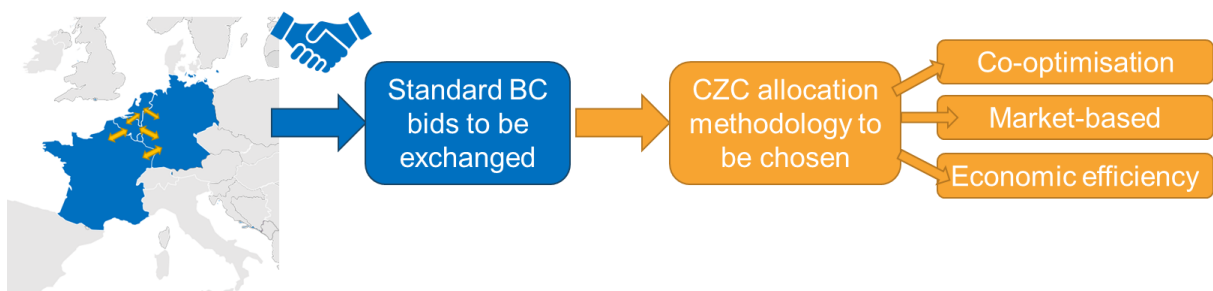 Standard BC
bids to be
exchanged
CZC allocation
methodology to
be chosen
Co-optimisation
Market-based
Economic efficiency